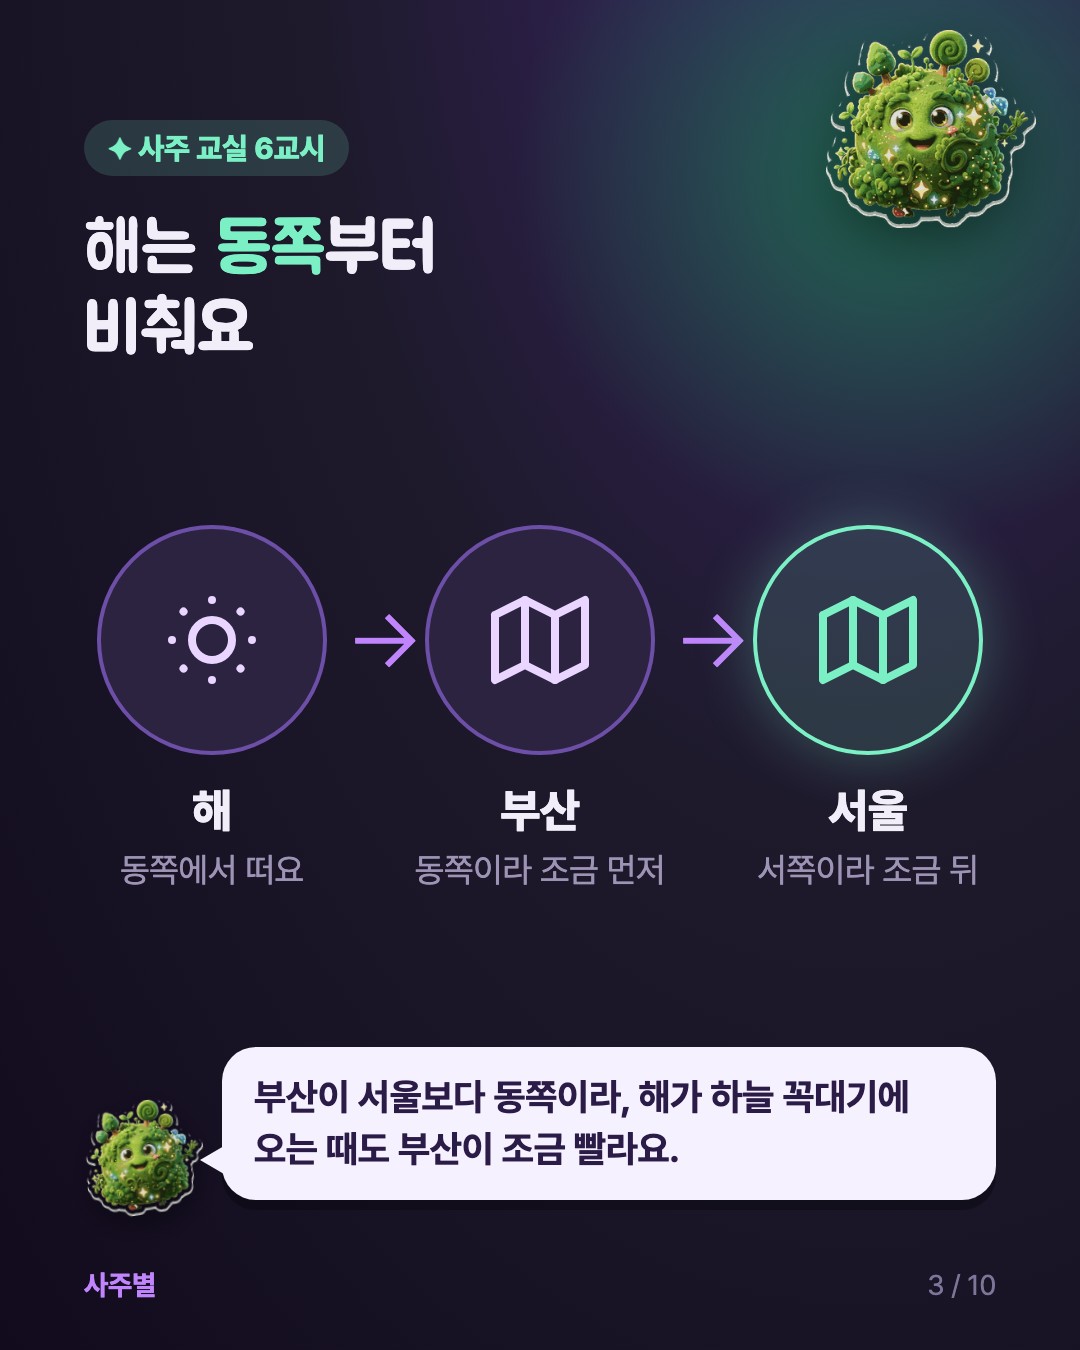 ✦ 사주 교실 6교시
해는 동쪽부터
비춰요
해
동쪽에서 떠요
부산
동쪽이라 조금 먼저
서울
서쪽이라 조금 뒤
부산이 서울보다 동쪽이라, 해가 하늘 꼭대기에
오는 때도 부산이 조금 빨라요.
사주별
3 / 10